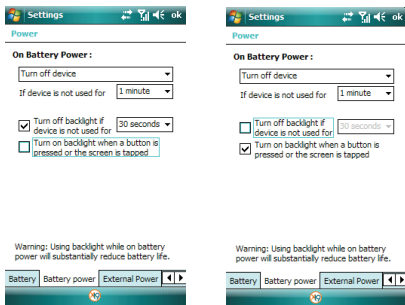 Settings ok
Power
On Battery Power :
Turn off device
If device is not used for 1 minute
Turn off backlight if
device is not used for 30 seconds
Turn on backlight when a button is
pressed or the screen is tapped
Warning: Using backlight while on battery
power will substantially reduce battery life.
Battery Battery power External Power
Settings ok
Power
On Battery Power :
Turn off device
If device is not used for 1 minute
Turn off backlight if
device is not used for 30 seconds
Turn on backlight when a button is
pressed or the screen is tapped
Warning: Using backlight while on battery
power will substantially reduce battery life.
Battery Battery power External Power